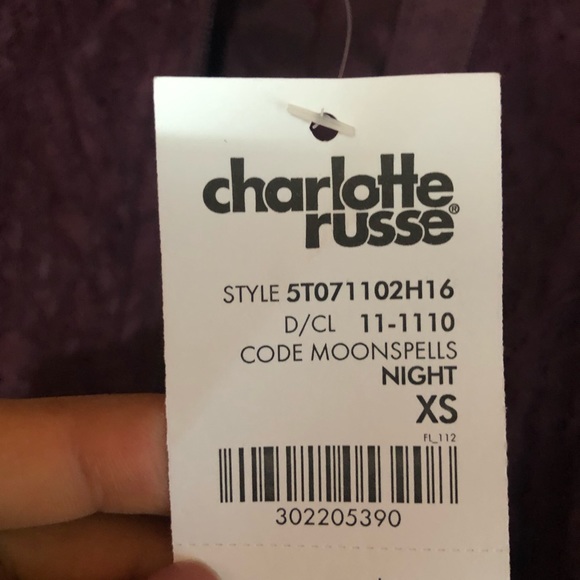 charlotte
russe®
STYLE 5T071102H16
D/CL 11-1110
CODE MOONSPELLS
NIGHT
XS
FL_112
302205390